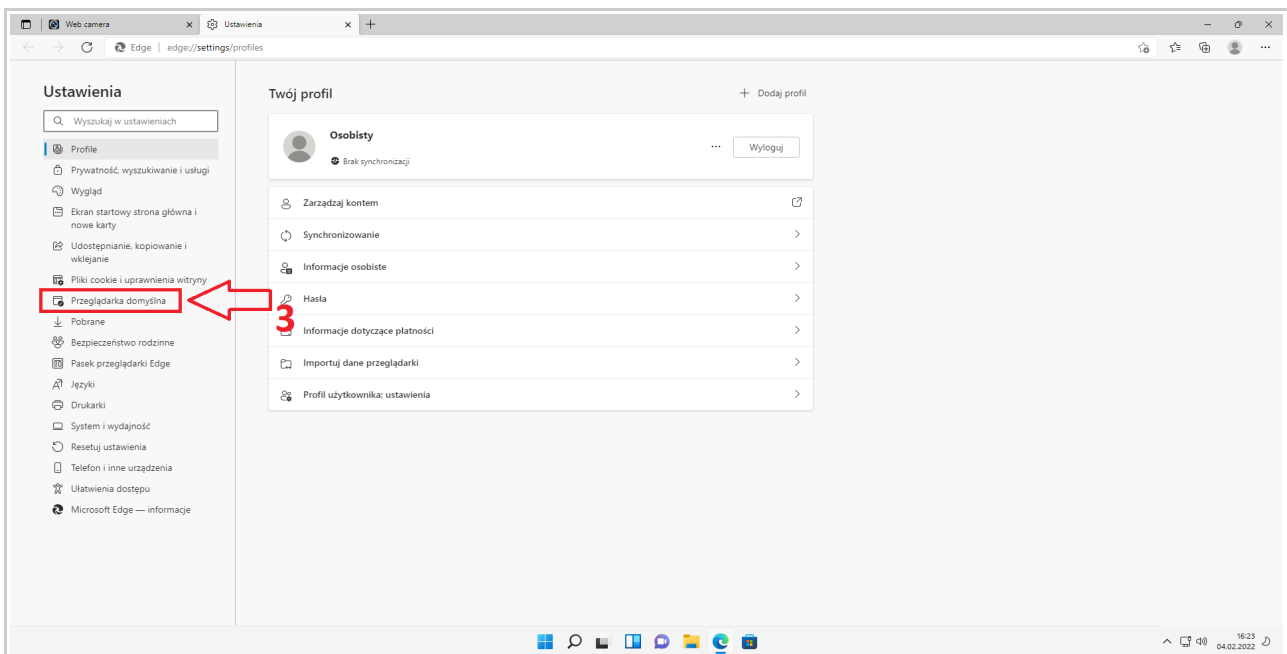 Web camera
Ustawienia
Edge | edge://settings/profiles
Ustawienia
Wyszukaj w ustawieniach
Profile
Prywatność, wyszukiwanie i usługi
Wygląd
Ekran startowy strona główna i
nowe karty
Udostępnianie, kopiowanie i
wklejanie
Pliki cookie i uprawnienia witryny
Przeglądarka domyślna
Pobrane
Bezpieczeństwo rodzinne
Pasek przeglądarki Edge
Języki
Drukarki
System i wydajność
Resetuj ustawienia
Telefon i inne urządzenia
Ułatwienia dostępu
Microsoft Edge — informacje
3
Twój profil
Dodaj profil
Osobisty
Brak synchronizacji
Wyloguj
Zarządzaj kontem
Synchronizowanie
Informacje osobiste
Hasła
Informacje dotyczące płatności
Importuj dane przeglądarki
Profil użytkownika; ustawienia
16:23
04.02.2022